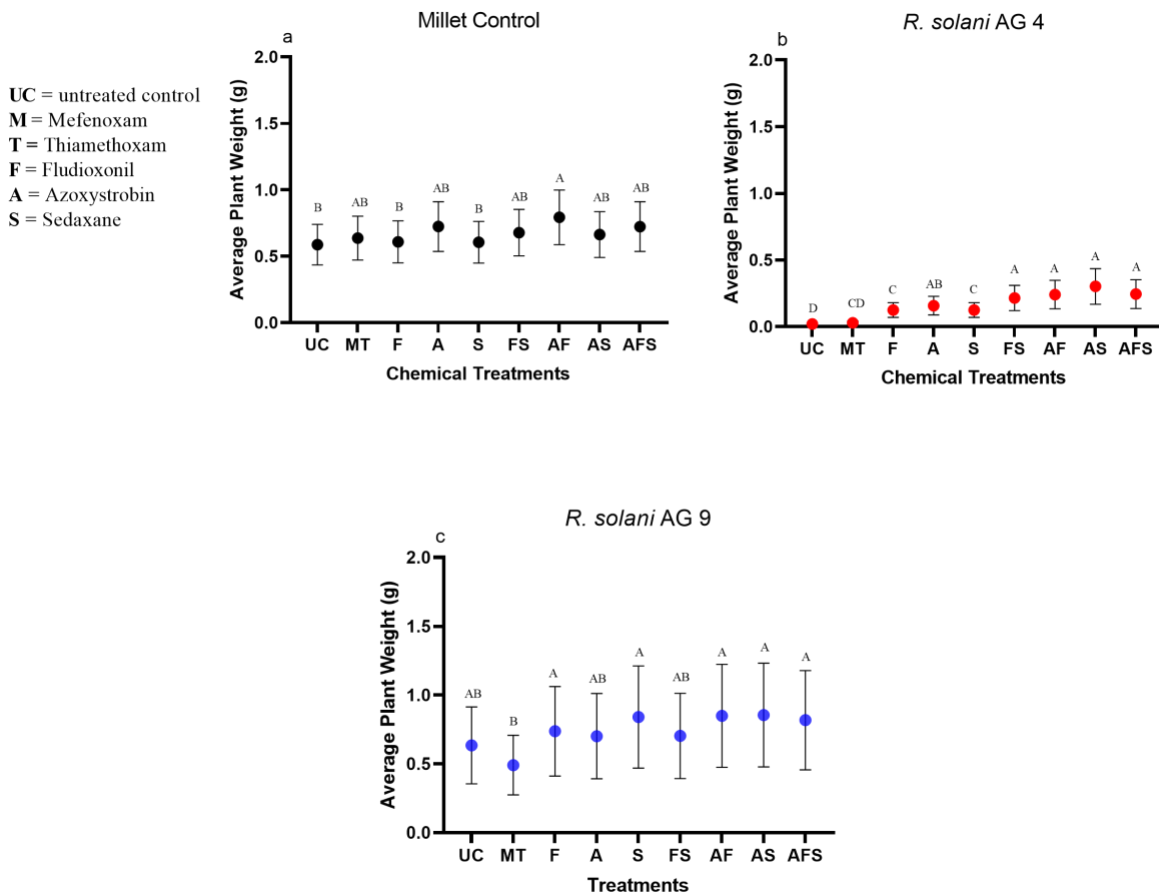 UC = untreated control
M = Mefenoxam
T = Thiamethoxam
F = Fludioxonil
A = Azoxystrobin
S = Sedaxane
Millet Control
a
2.0
1.5
1.0
0.5
0.0
Average Plant Weight (g)
B AB B AB B AB A AB AB
UC MT F A S FS AF AS AFS
Chemical Treatments
R. solani AG 4
b
2.0
1.5
1.0
0.5
0.0
Average Plant Weight (g)
D CD C AB C A A A A
UC MT F A S FS AF AS AFS
Chemical Treatments
R. solani AG 9
c
2.0
1.5
1.0
0.5
0.0
Average Plant Weight (g)
AB B A AB A AB A A A
UC MT F A S FS AF AS AFS
Treatments